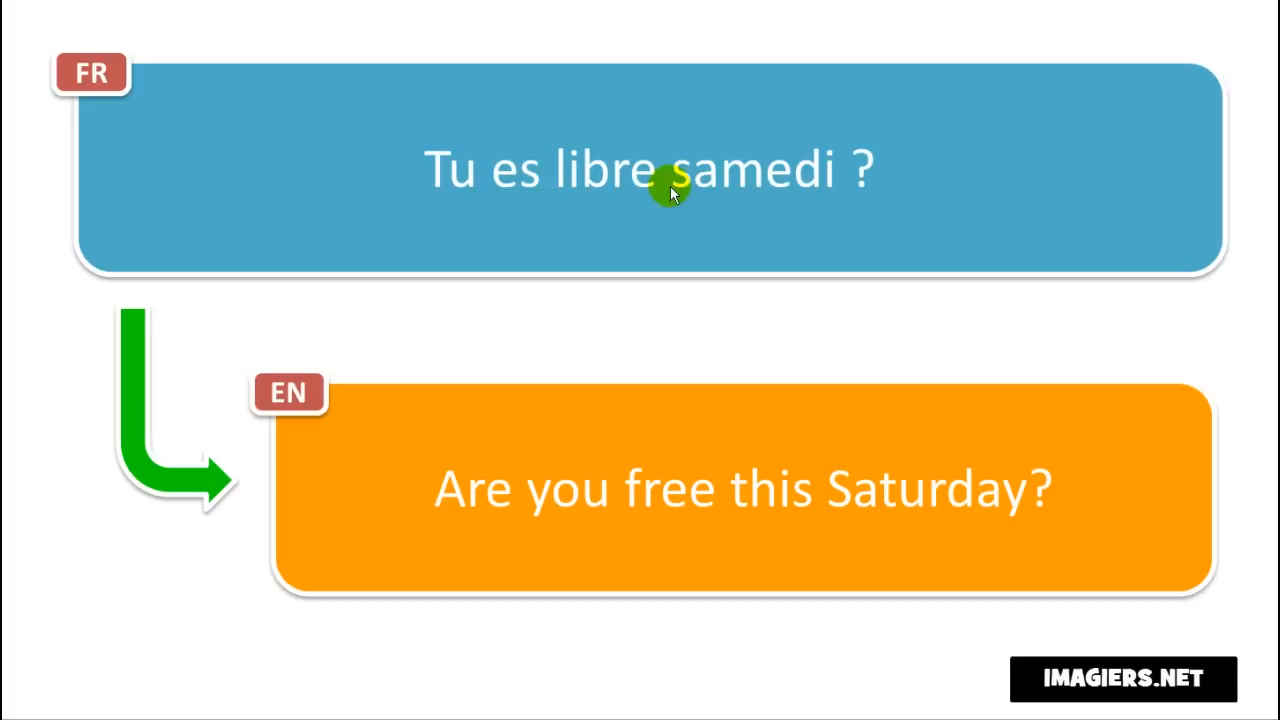 FR
Tu es libre samedi ?
EN
Are you free this Saturday?
IMAGIERS.NET